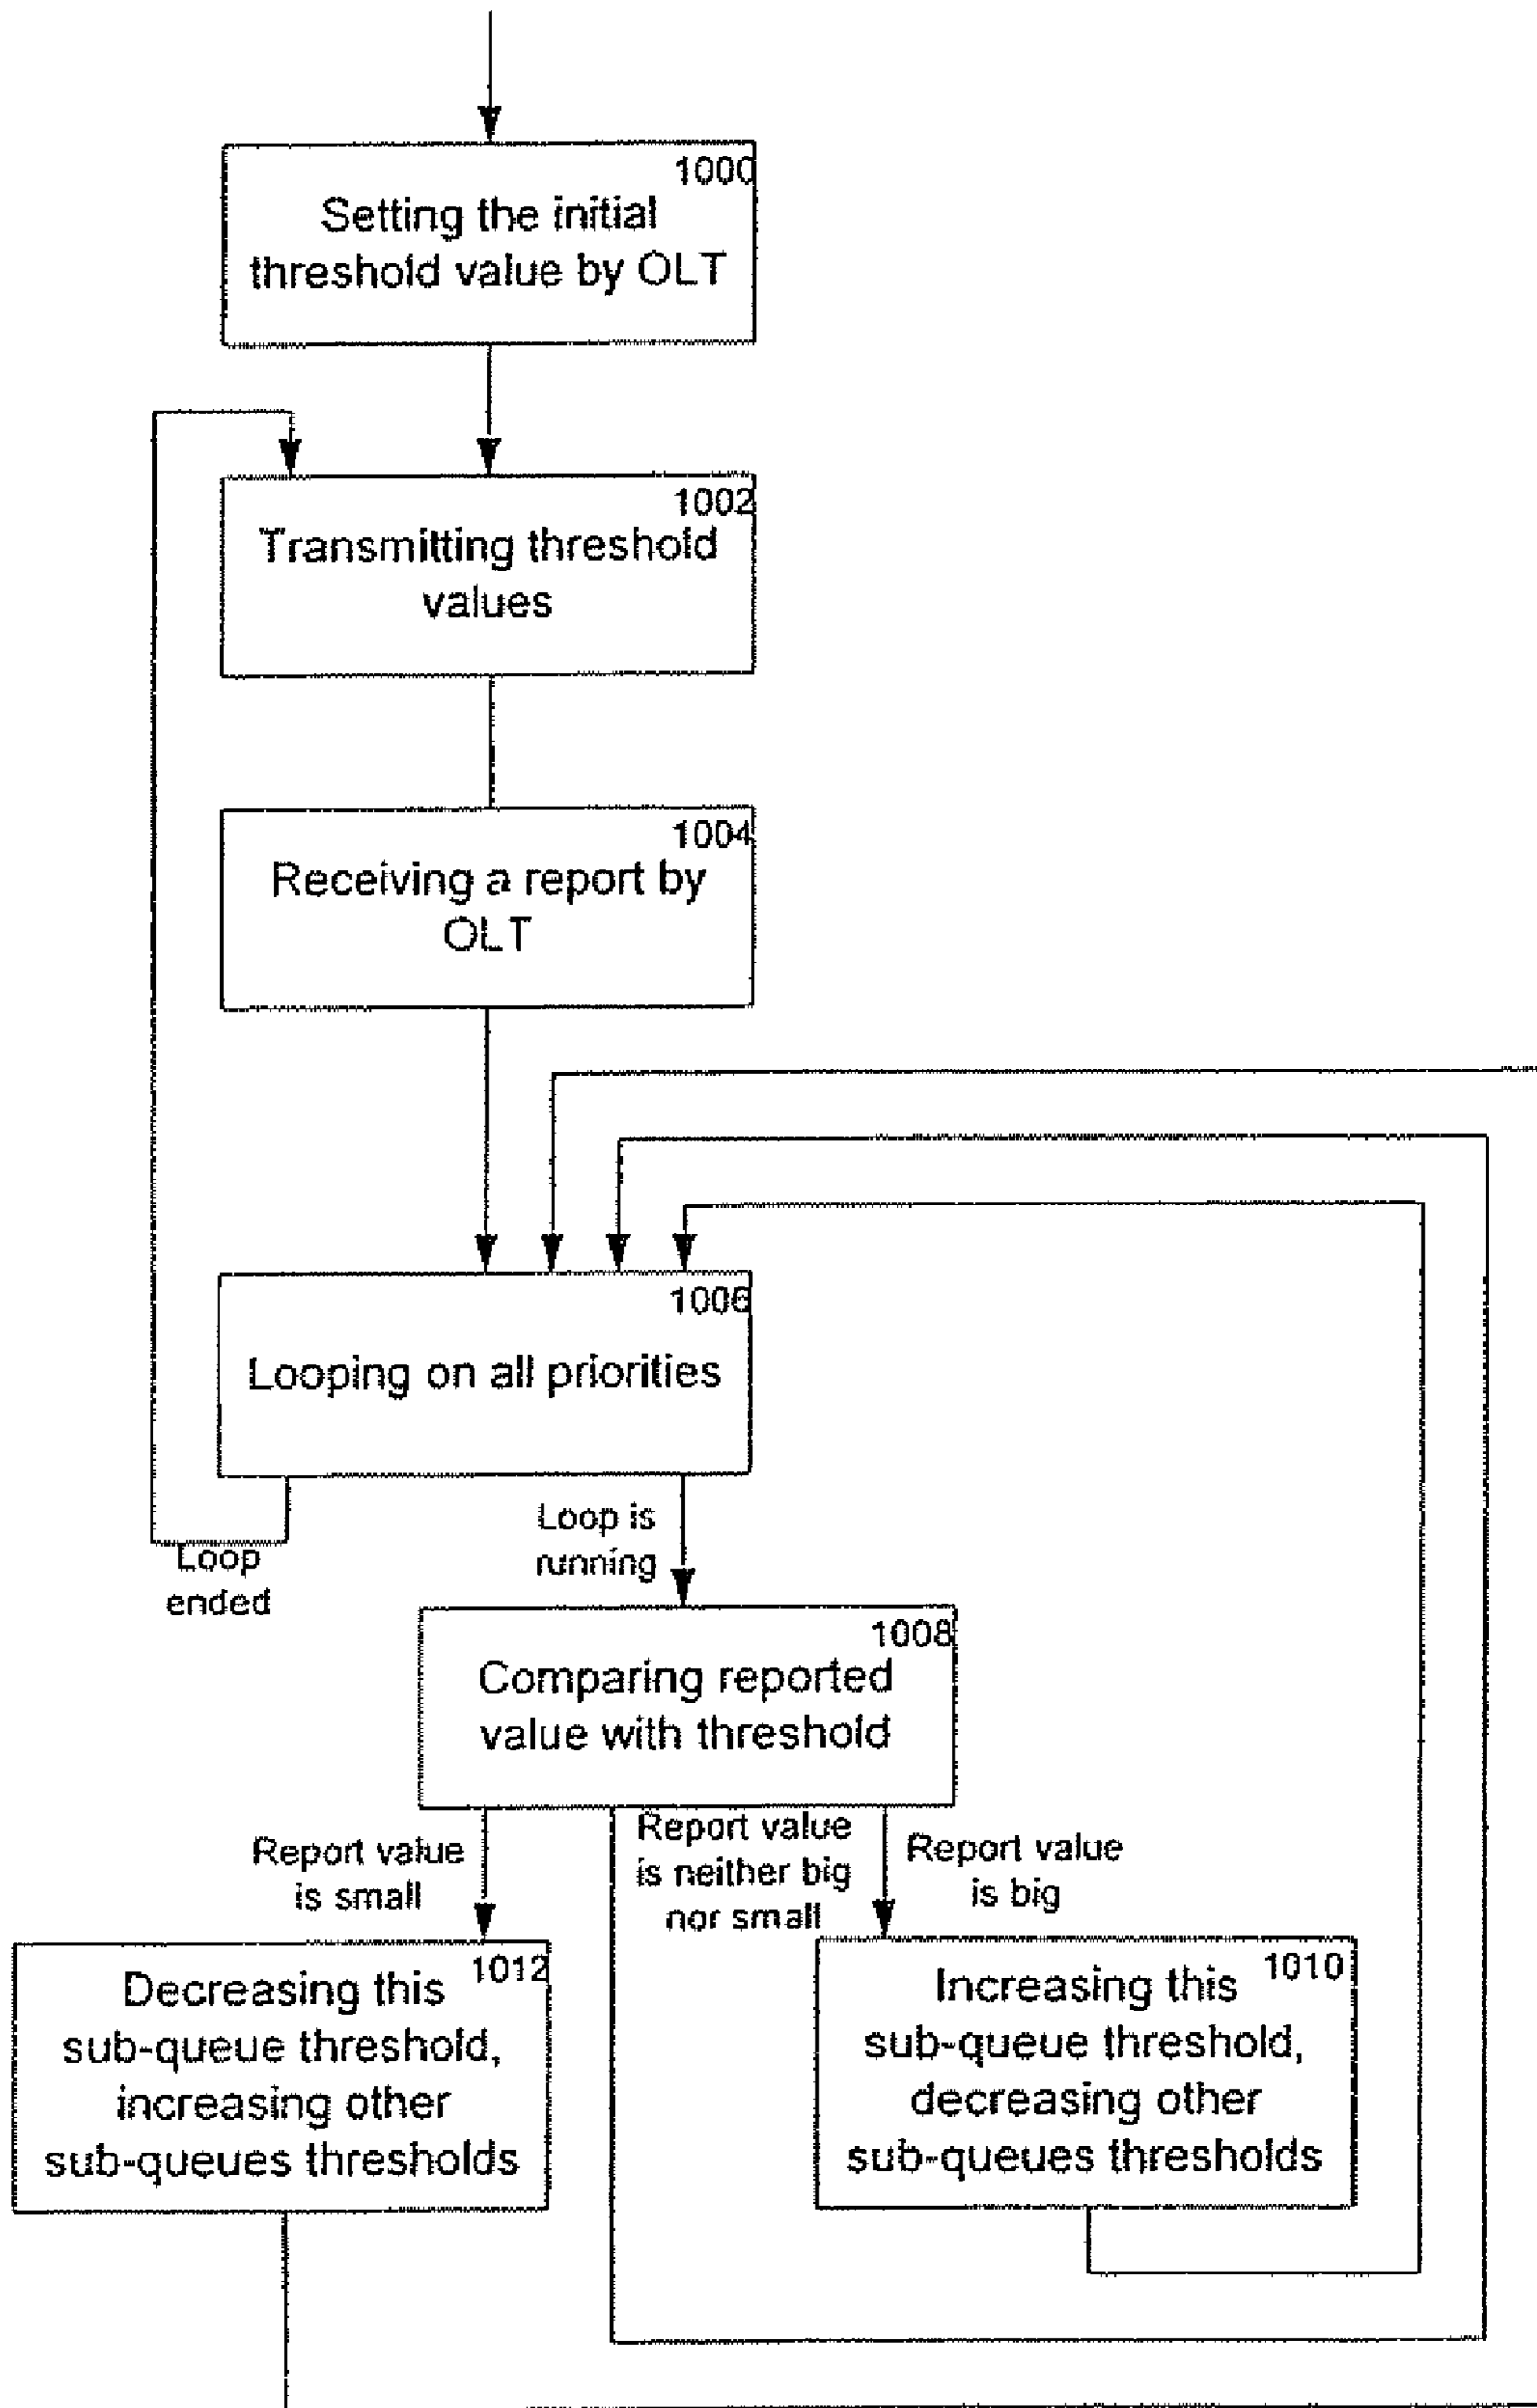 1000
Setting the initial
threshold value by OLT
1002
Transmitting threshold
values
1004
Receiving a report by
OLT
1006
Looping on all priorities
Loop is
running
Loop
ended
1008
Comparing reported
value with threshold
Report value
is small
Report value
is neither big
nor small
Report value
is big
1012
Decreasing this
sub-queue threshold,
increasing other
sub-queues thresholds
1010
Increasing this
sub-queue threshold,
decreasing other
sub-queues thresholds